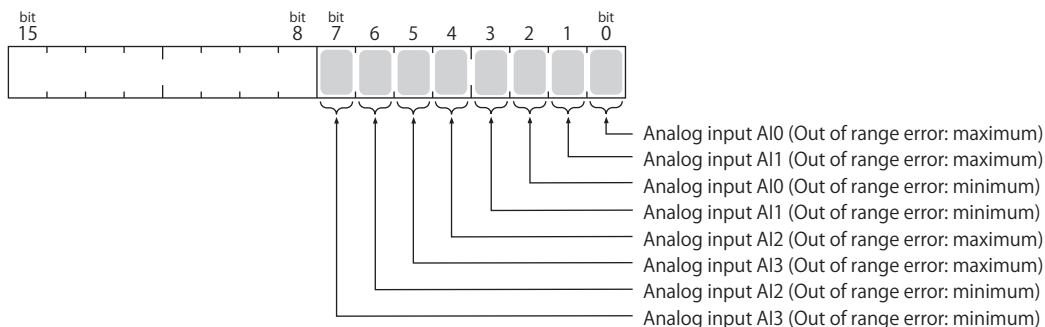 bit bit bit bit
15 8 7 6 5 4 3 2 1 0
Analog input AI0 (Out of range error: maximum)
Analog input AI1 (Out of range error: maximum)
Analog input AI0 (Out of range error: minimum)
Analog input AI1 (Out of range error: minimum)
Analog input AI2 (Out of range error: maximum)
Analog input AI3 (Out of range error: maximum)
Analog input AI2 (Out of range error: minimum)
Analog input AI3 (Out of range error: minimum)